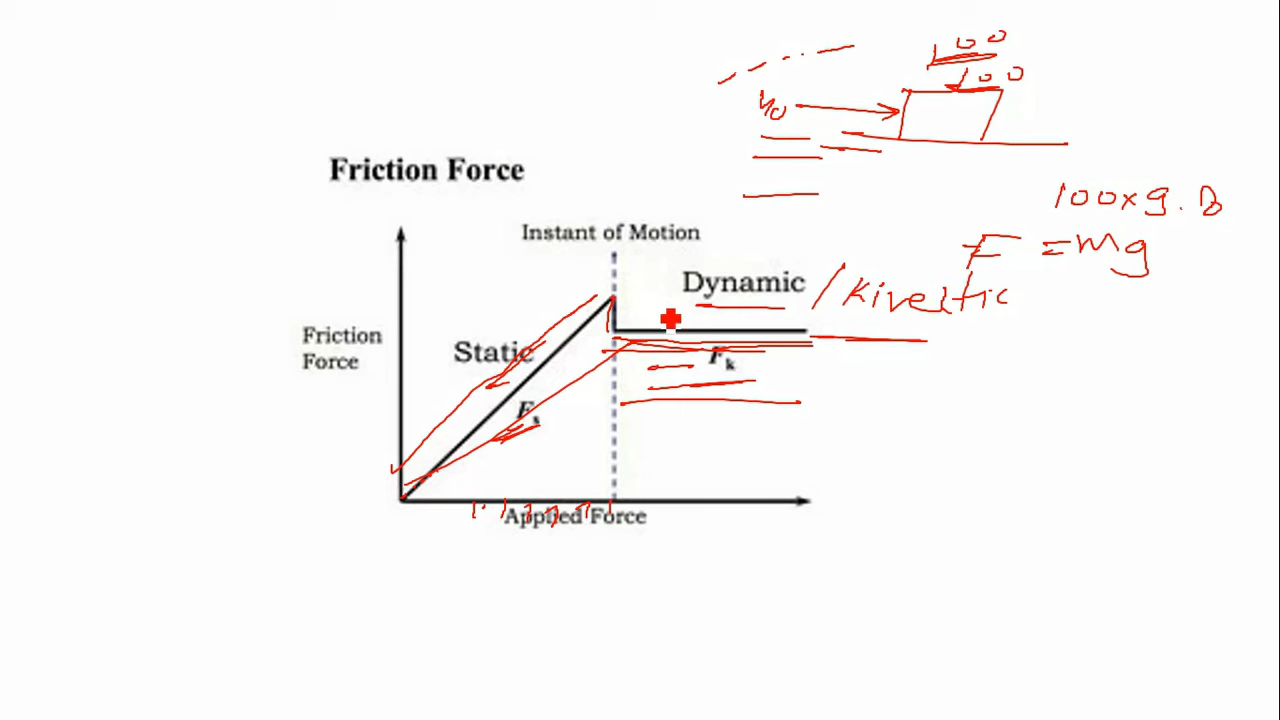 100
100
40
Friction Force
100x9.8
Instant of Motion
F = mg
Dynamic / Kinectic
Friction
Force
Static
Fk
Fs
Applied Force